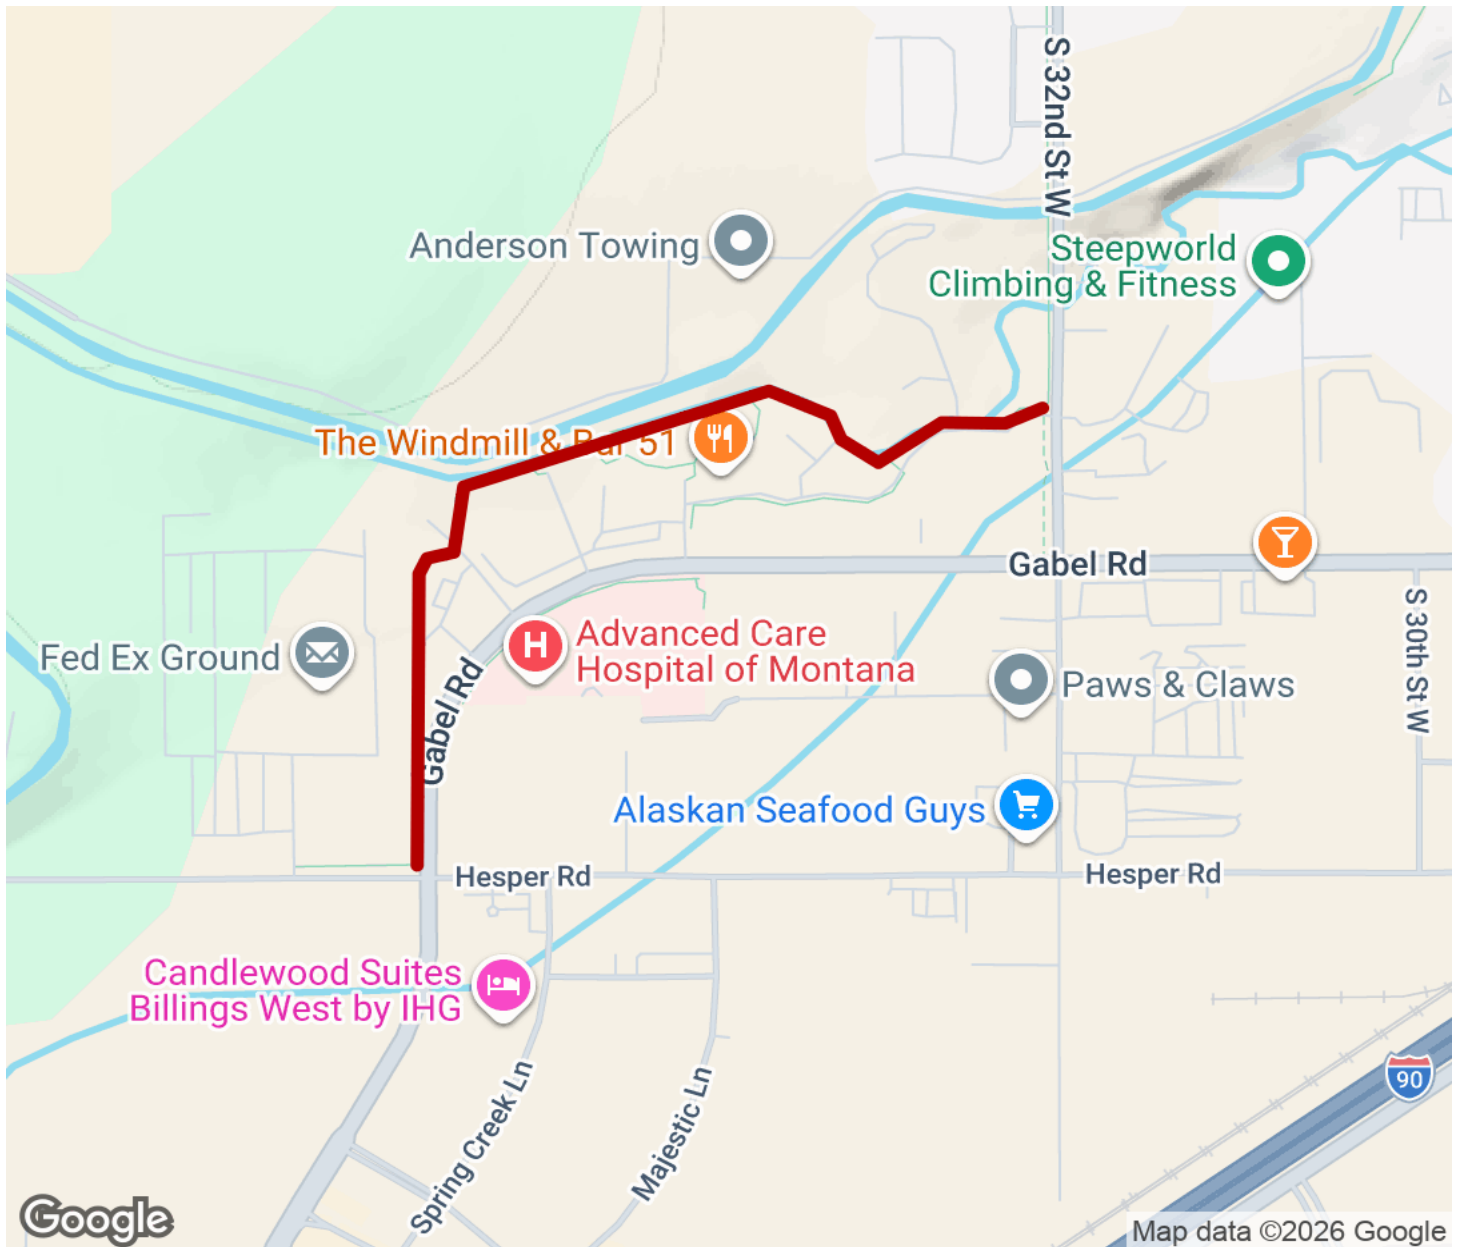 S 32nd St W
Anderson Towing
Steepworld
Climbing & Fitness
The Windmill & Bar 51
Gabel Rd
Fed Ex Ground
H
Advanced Care
Hospital of Montana
S 30th St W
Gabel Rd
Paws & Claws
Alaskan Seafood Guys
Hesper Rd
Hesper Rd
Candlewood Suites
Billings West by IHG
Spring Creek Ln
Majestic Ln
90
Google
Map data ©2026 Google